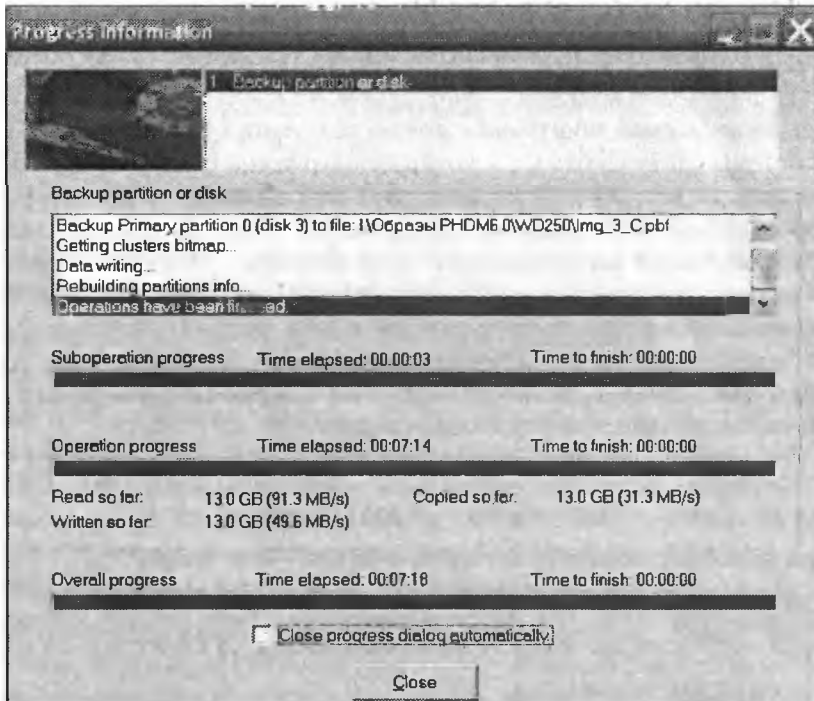 Progress Information
1 Backup partition or disk
Backup partition or disk
Backup Primary partition 0 (disk 3) to file: I:\Образы PHDM6 0\WD250\Img_3_C pbf
Getting clusters bitmap...
Data writing...
Rebuilding partitions info...
Operations have been
Suboperation progress Time elapsed: 00.00:03 Time to finish: 00:00:00
Operation progress Time elapsed: 00:07:14 Time to finish: 00:00:00
Read so far: 13.0 GB (91.3 MB/s) Copied so far: 13.0 GB (31.3 MB/s)
Written so far 13.0 GB (49.6 MB/s)
Overall progress Time elapsed: 00:07:18 Time to finish: 00:00:00
Close progress dialog automatically
Close